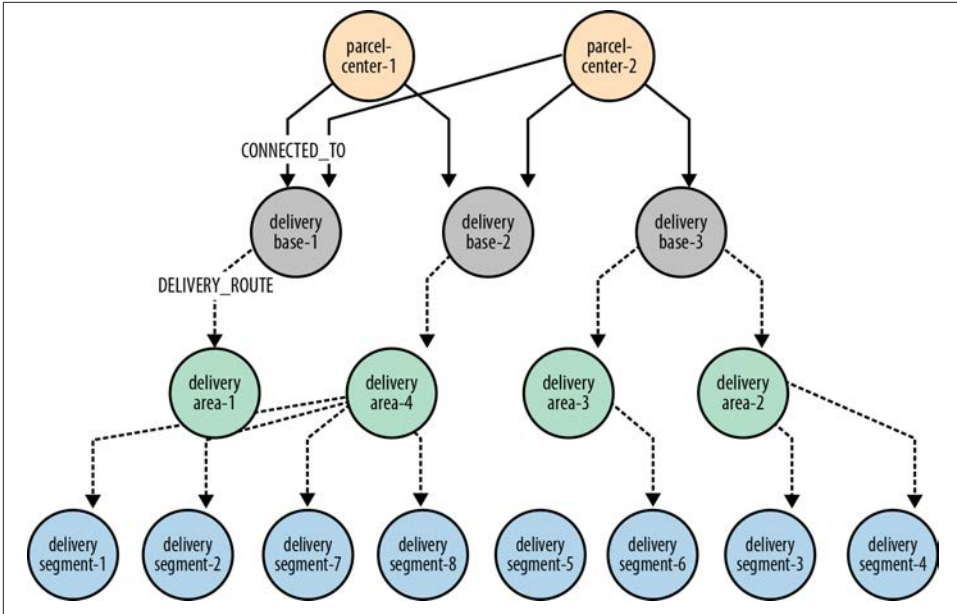 parcel-
center-1
parcel-
center-2
CONNECTED_TO
delivery
base-1
delivery
base-2
delivery
base-3
DELIVERY_ROUTE
delivery
area-1
delivery
area-4
delivery
area-3
delivery
area-2
delivery
segment-1
delivery
segment-2
delivery
segment-7
delivery
segment-8
delivery
segment-5
delivery
segment-6
delivery
segment-3
delivery
segment-4